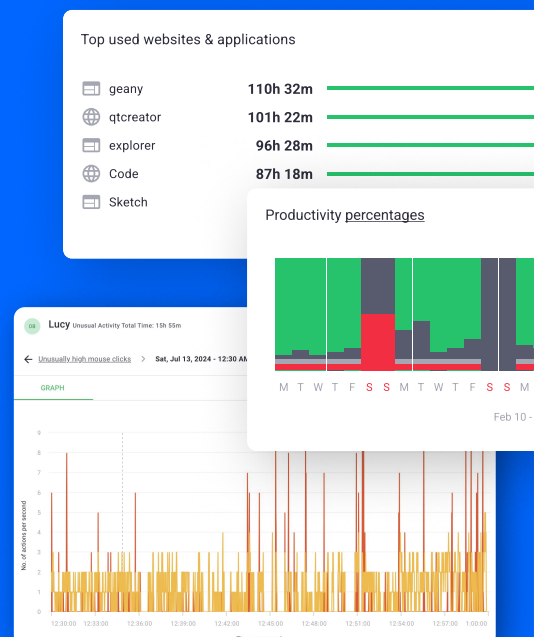 Top used websites & applications
geany 110h 32m
qtcreator 101h 22m
explorer 96h 28m
Code 87h 18m
Sketch
Productivity percentages
M T W T F S S M T W T F S S M
Feb 10 -
Lucy Unusual Activity Total Time: 15h 55m
Unusually high mouse clicks > Sat, Jul 13, 2024 - 12:30 AM
GRAPH
No. of actions per second
9
8
7
6
5
4
3
2
1
0
12:30:00 12:33:00 12:36:00 12:39:00 12:42:00 12:45:00 12:48:00 12:51:00 12:54:00 12:57:00 1:00:00